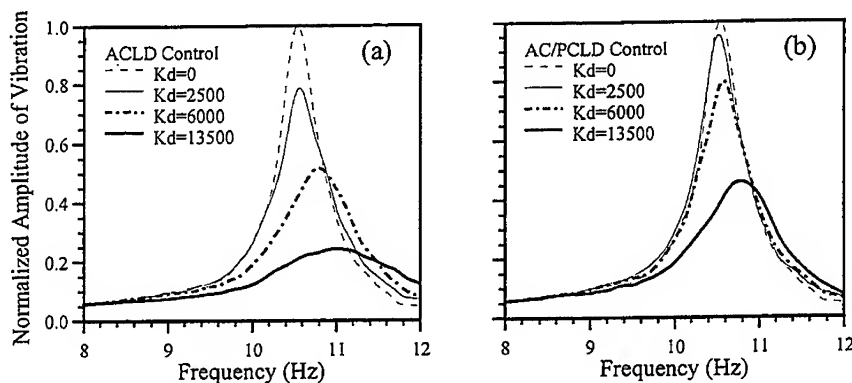 Normalized Amplitude of Vibration
1.0
0.8
0.6
0.4
0.2
0.0
ACLD Control
Kd=0
Kd=2500
Kd=6000
Kd=13500
(a)
8 9 10 11 12
Frequency (Hz)
AC/PCLD Control
Kd=0
Kd=2500
Kd=6000
Kd=13500
(b)
8 9 10 11 12
Frequency (Hz)